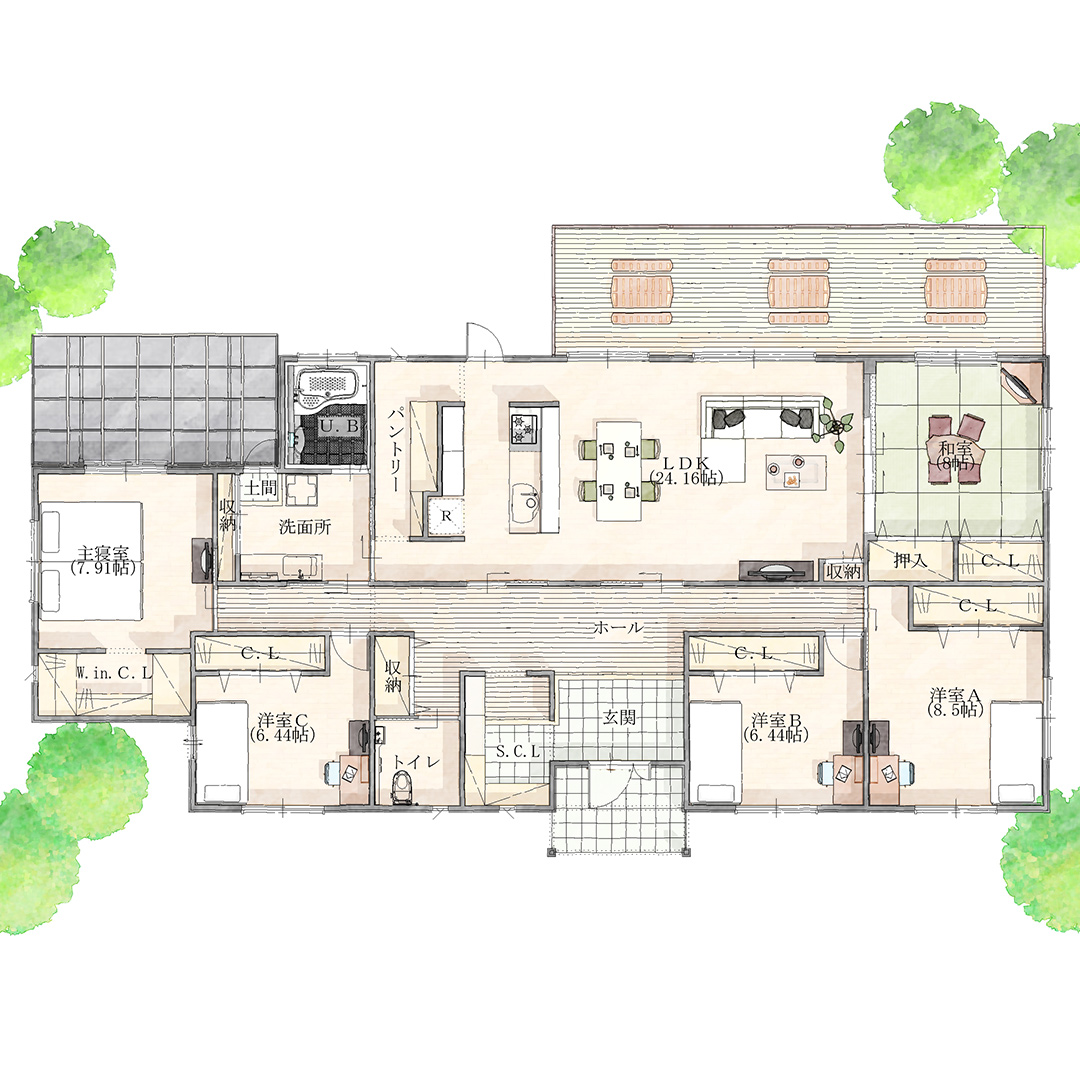 U.B
パントリー
LDK
(24.16帖)
和室
(8帖)
土間
収納
洗面所
R
主寝室
(7.91帖)
収納
押入
C.L
C.L
ホール
W.in.C.L
C.L
収納
C.L
洋室C
(6.44帖)
玄関
洋室B
(6.44帖)
洋室A
(8.5帖)
トイレ
S.C.L